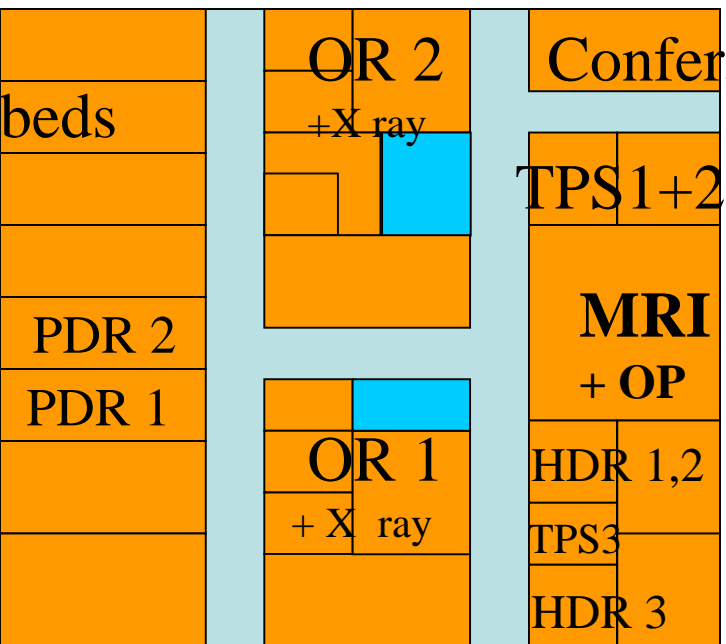 beds
PDR 2
PDR 1
OR 2
+X ray
OR 1
+ X ray
Confer
TPS1+2
MRI
+ OP
HDR 1,2
TPS3
HDR 3